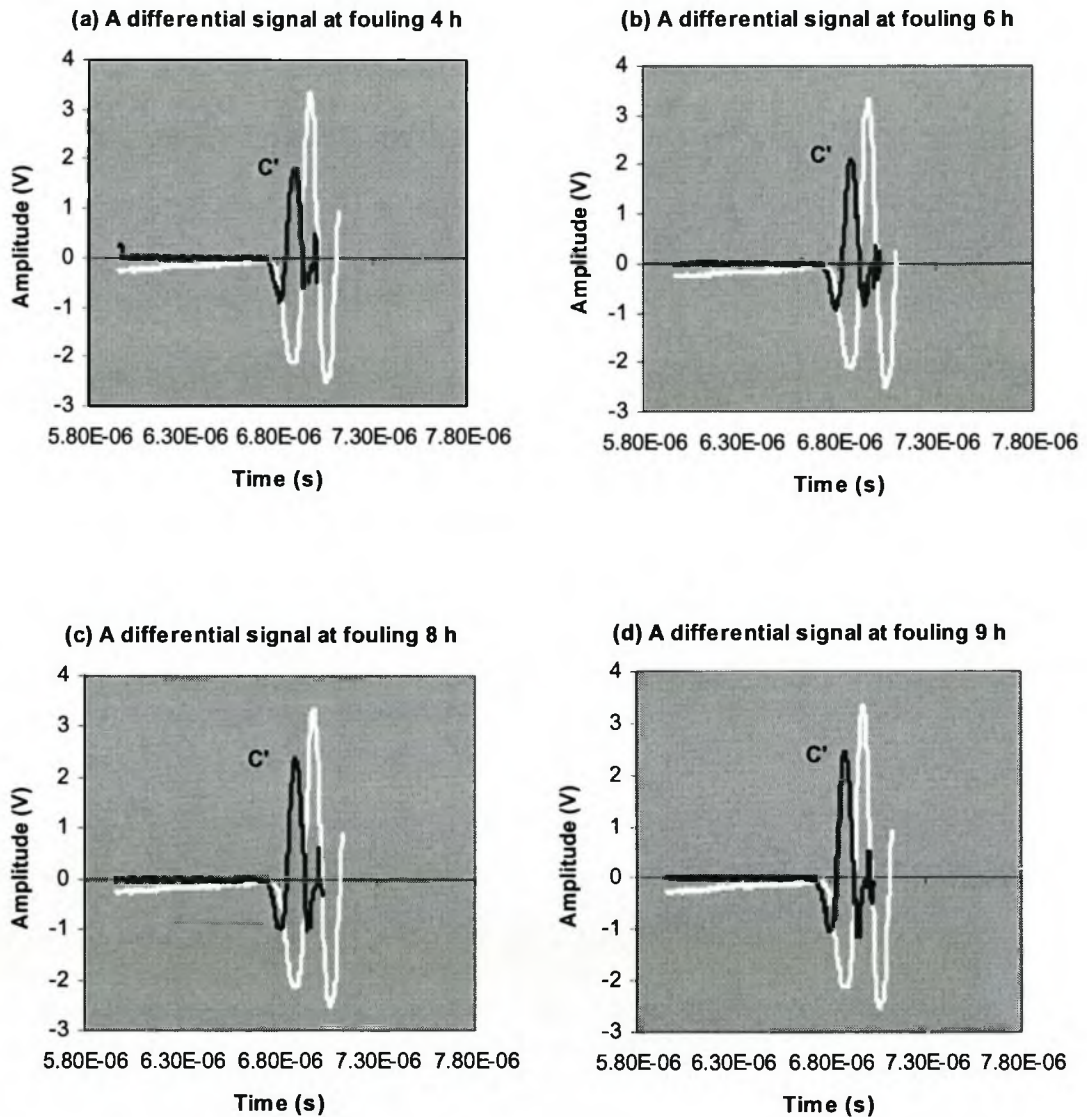 (a) A differential signal at fouling 4 h
4
3
2
1
0
-1
-2
-3
Amplitude (V)
C'
5.80E-06 6.30E-06 6.80E-06 7.30E-06 7.80E-06
Time (s)
(b) A differential signal at fouling 6 h
4
3
2
1
0
-1
-2
-3
Amplitude (V)
C'
5.80E-06 6.30E-06 6.80E-06 7.30E-06 7.80E-06
Time (s)
(c) A differential signal at fouling 8 h
4
3
2
1
0
-1
-2
-3
Amplitude (V)
C'
5.80E-06 6.30E-06 6.80E-06 7.30E-06 7.80E-06
Time (s)
(d) A differential signal at fouling 9 h
4
3
2
1
0
-1
-2
-3
Amplitude (V)
C'
5.80E-06 6.30E-06 6.80E-06 7.30E-06 7.80E-06
Time (s)